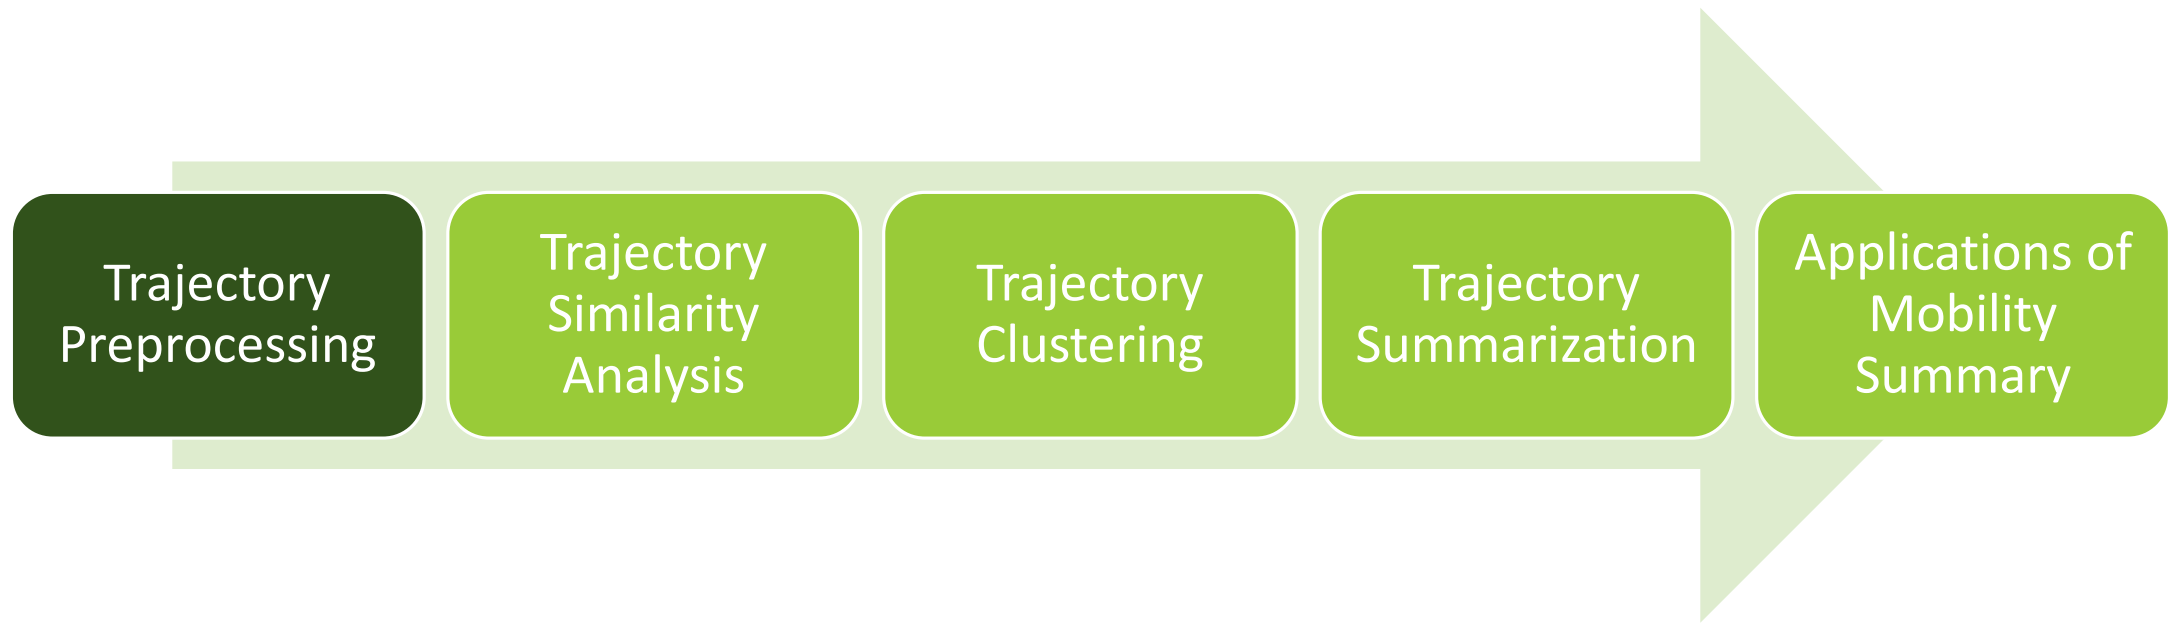 Trajectory
Preprocessing
Trajectory
Similarity
Analysis
Trajectory
Clustering
Trajectory
Summarization
Applications of
Mobility
Summary